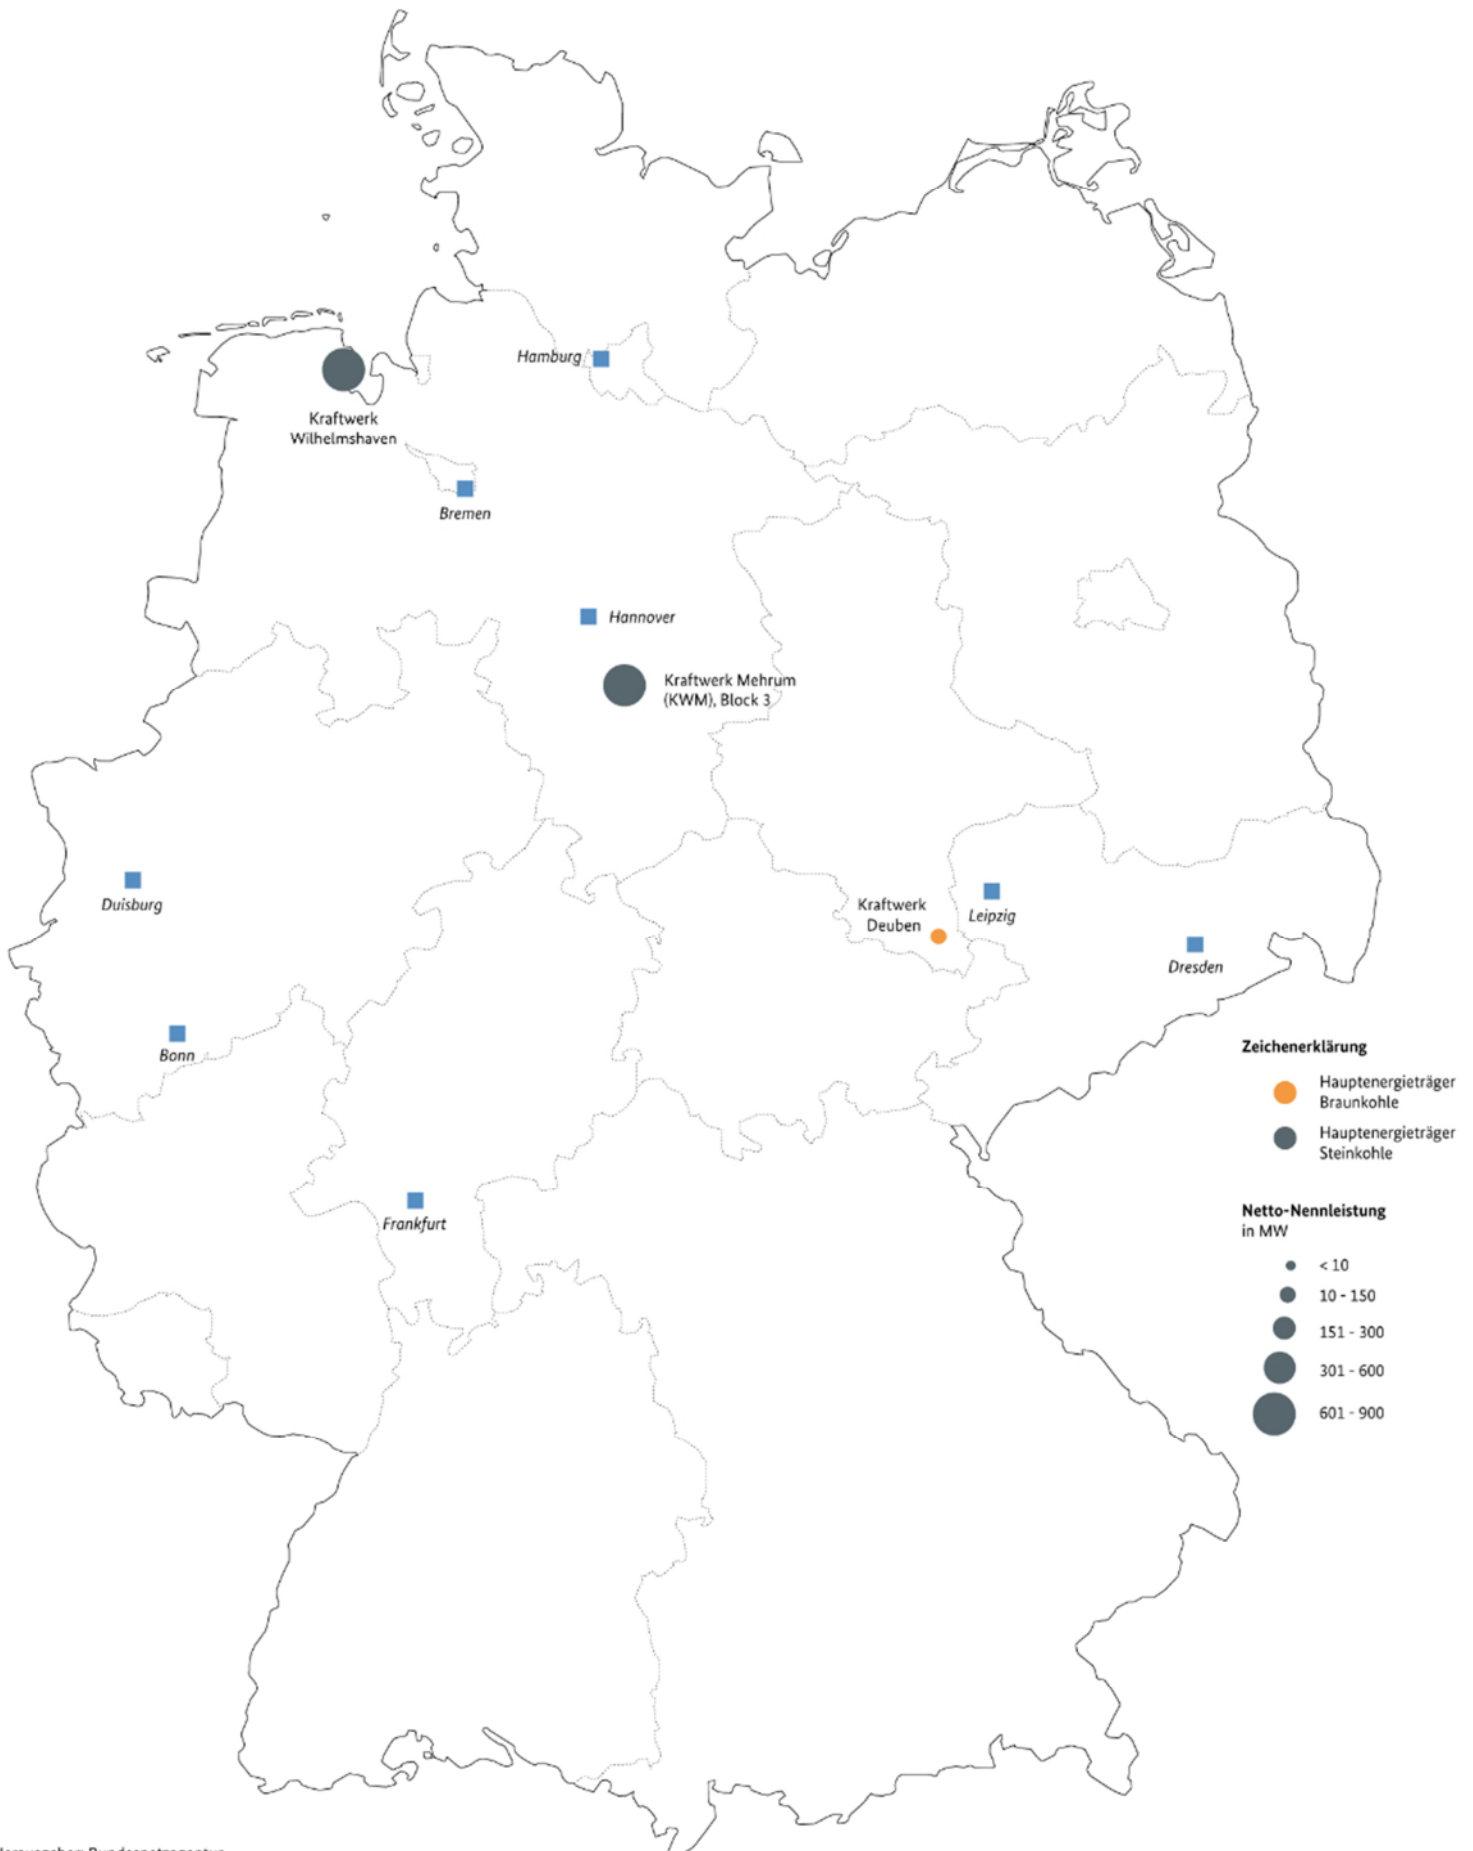 Hamburg
Kraftwerk
Wilhelmshaven
Bremen
Hannover
Kraftwerk Mehrum
(KWM), Block 3
Duisburg
Kraftwerk
Deuben
Leipzig
Dresden
Bonn
Frankfurt
Zeichenerklärung
Hauptenergieträger
Braunkohle
Hauptenergieträger
Steinkohle
Netto-Nennleistung
in MW
< 10
10 - 150
151 - 300
301 - 600
601 - 900